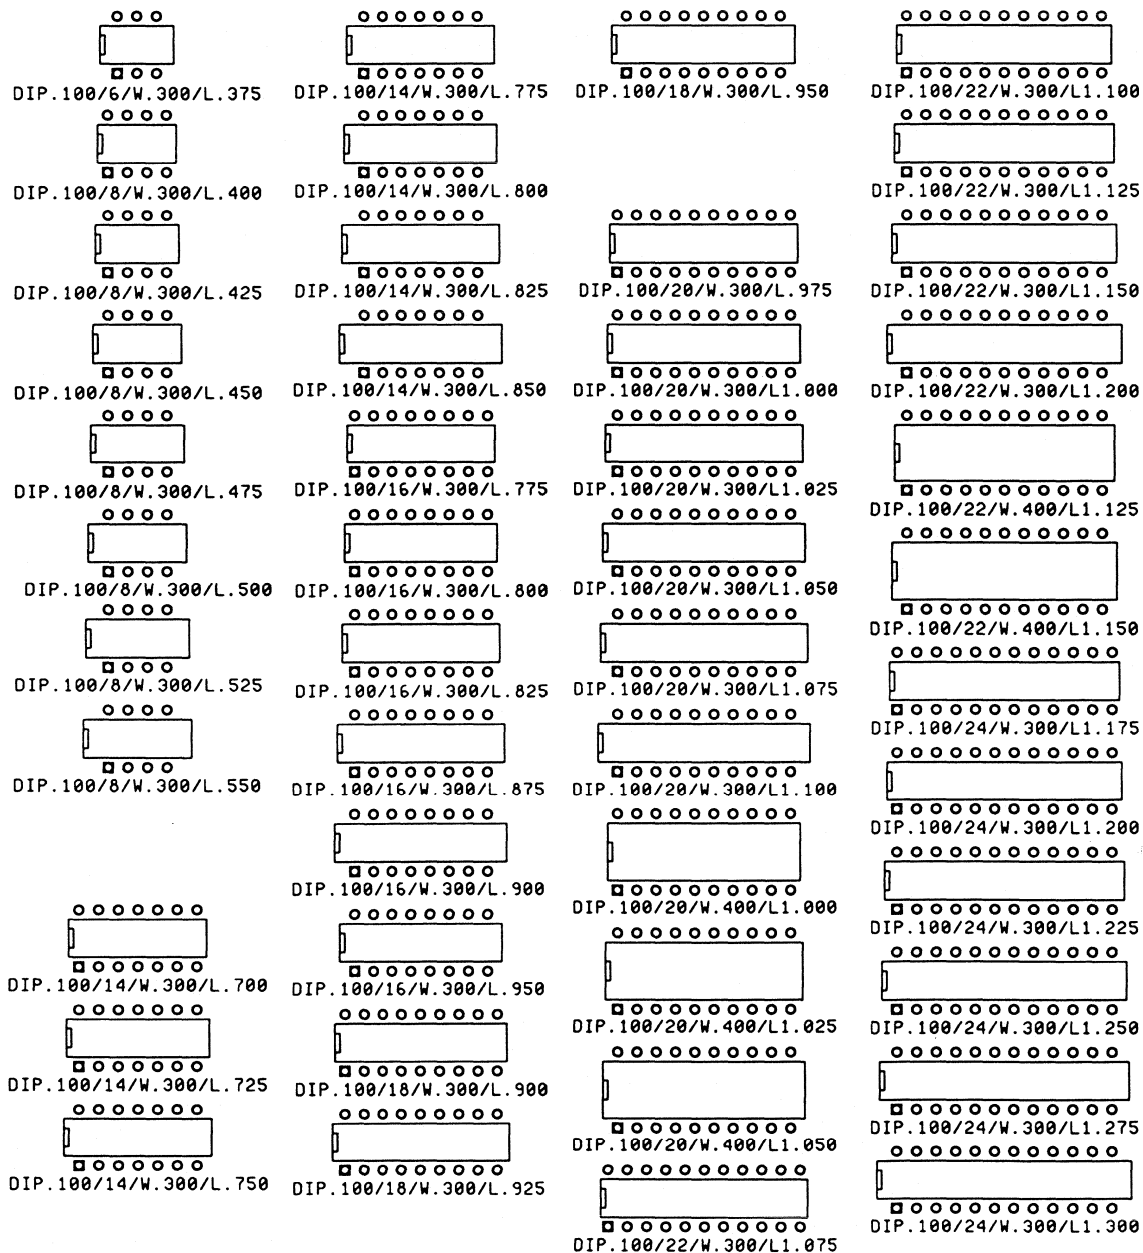 DIP.100/6/W.300/L.375
DIP.100/8/W.300/L.400
DIP.100/8/W.300/L.425
DIP.100/8/W.300/L.450
DIP.100/8/W.300/L.475
DIP.100/8/W.300/L.500
DIP.100/8/W.300/L.525
DIP.100/8/W.300/L.550
DIP.100/14/W.300/L.700
DIP.100/14/W.300/L.725
DIP.100/14/W.300/L.750
DIP.100/14/W.300/L.775
DIP.100/14/W.300/L.800
DIP.100/14/W.300/L.825
DIP.100/14/W.300/L.850
DIP.100/16/W.300/L.775
DIP.100/16/W.300/L.800
DIP.100/16/W.300/L.825
DIP.100/16/W.300/L.875
DIP.100/16/W.300/L.900
DIP.100/16/W.300/L.950
DIP.100/18/W.300/L.900
DIP.100/18/W.300/L.925
DIP.100/18/W.300/L.950
DIP.100/20/W.300/L.975
DIP.100/20/W.300/L1.000
DIP.100/20/W.300/L1.025
DIP.100/20/W.300/L1.050
DIP.100/20/W.300/L1.075
DIP.100/20/W.300/L1.100
DIP.100/20/W.400/L1.000
DIP.100/20/W.400/L1.025
DIP.100/20/W.400/L1.050
DIP.100/22/W.300/L1.075
DIP.100/22/W.300/L1.100
DIP.100/22/W.300/L1.125
DIP.100/22/W.300/L1.150
DIP.100/22/W.300/L1.200
DIP.100/22/W.400/L1.125
DIP.100/22/W.400/L1.150
DIP.100/24/W.300/L1.175
DIP.100/24/W.300/L1.200
DIP.100/24/W.300/L1.225
DIP.100/24/W.300/L1.250
DIP.100/24/W.300/L1.275
DIP.100/24/W.300/L1.300